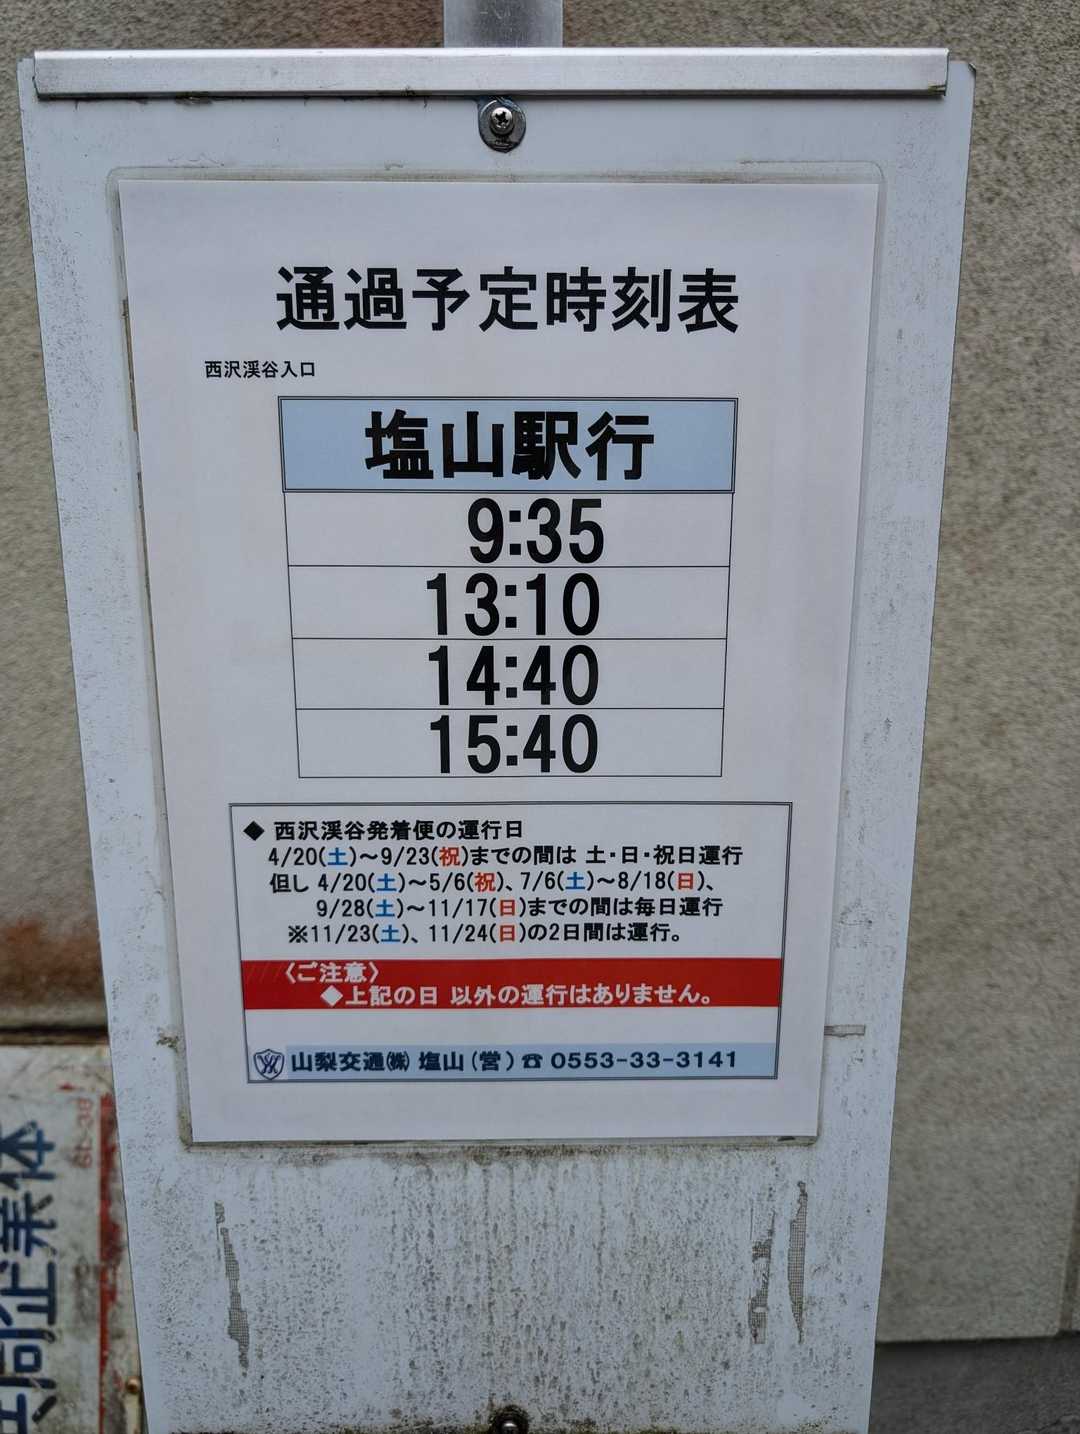 通過予定時刻表
西沢渓谷入口
塩山駅行
9:35
13:10
14:40
15:40
◆ 西沢渓谷発着便の運行日
4/20(土)～9/23(祝)までの間は 土・日・祝日運行
但し 4/20(土)～5/6(祝)、7/6(土)～8/18(日)、
9/28(土)～11/17(日)までの間は毎日運行
※11/23(土)、11/24(日)の2日間は運行。
〈ご注意〉
◆上記の日 以外の運行はありません。
山梨交通㈱ 塩山(営)☎ 0553-33-3141
共同企業体